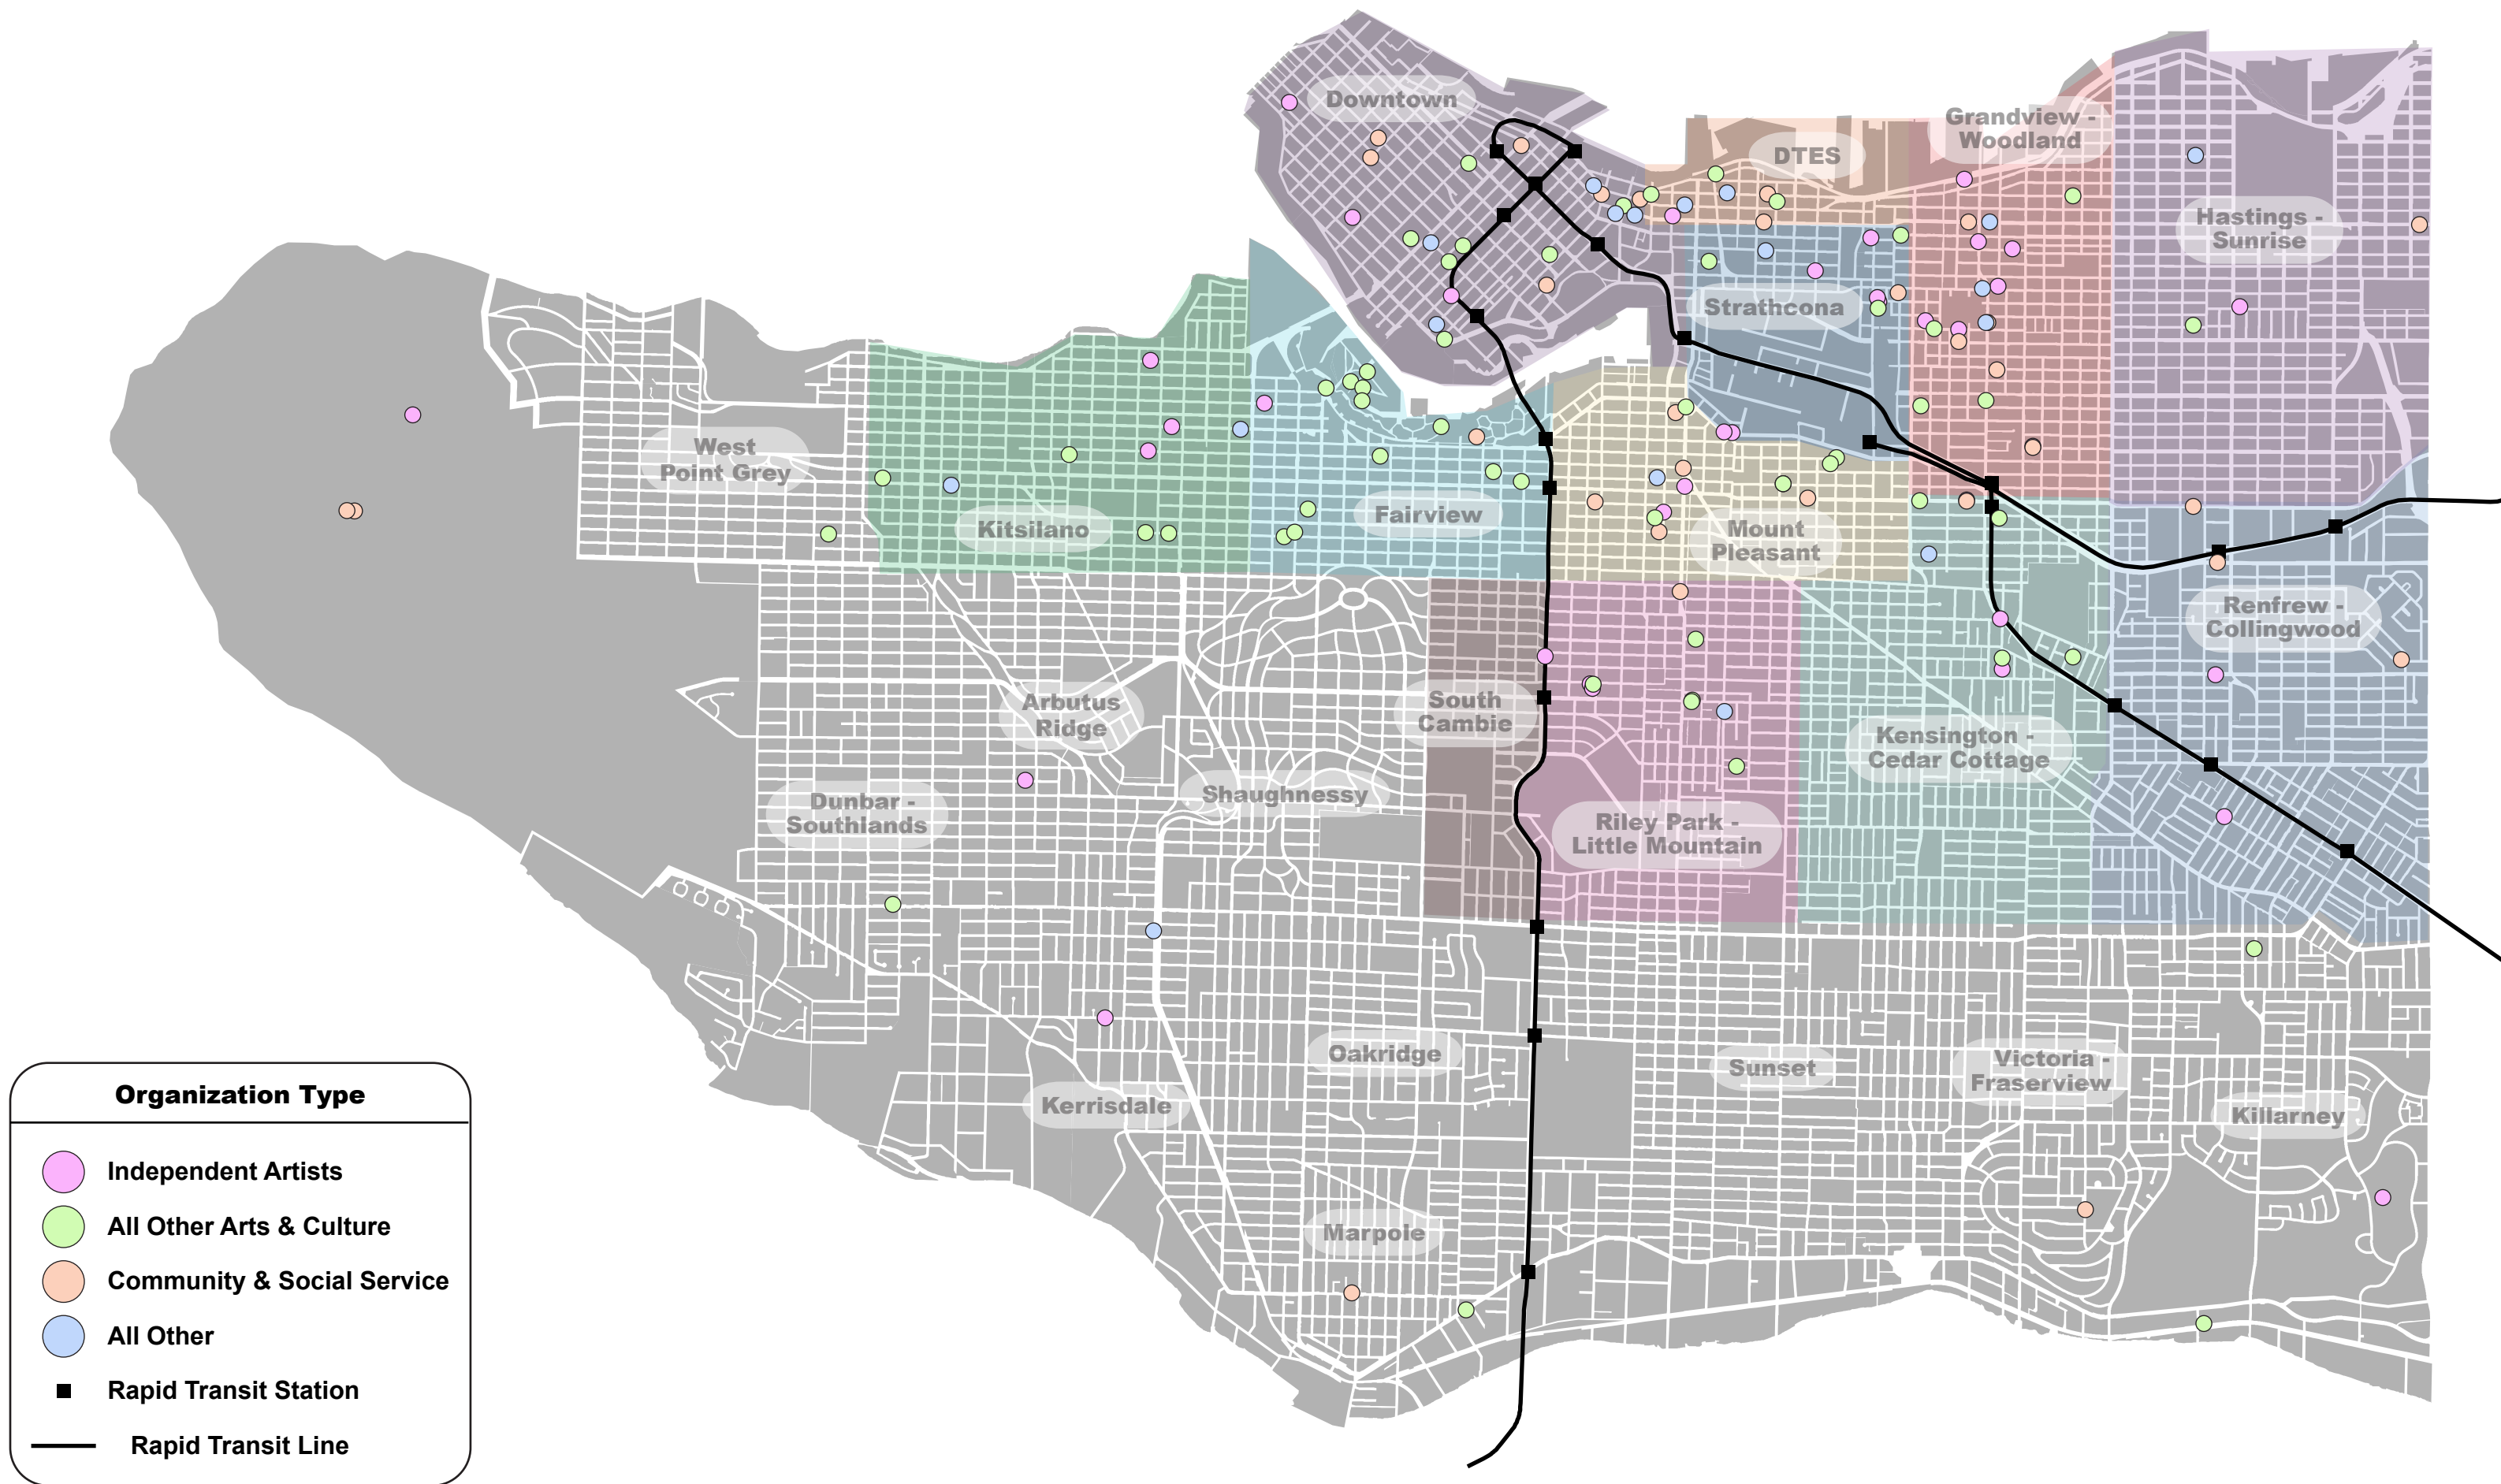 Downtown
Grandview -
Woodland
DTES
Hastings -
Sunrise
Strathcona
West
Point Grey
Kitsilano
Fairview
Mount
Pleasant
Renfrew -
Collingwood
Arbutus
Ridge
South
Cambie
Kensington -
Cedar Cottage
Shaughnessy
Dunbar -
Southlands
Riley Park -
Little Mountain
Oakridge
Sunset
Victoria -
Fraserview
Kerrisdale
Killarney
Marpole
Organization Type
Independent Artists
All Other Arts & Culture
Community & Social Service
All Other
Rapid Transit Station
Rapid Transit Line